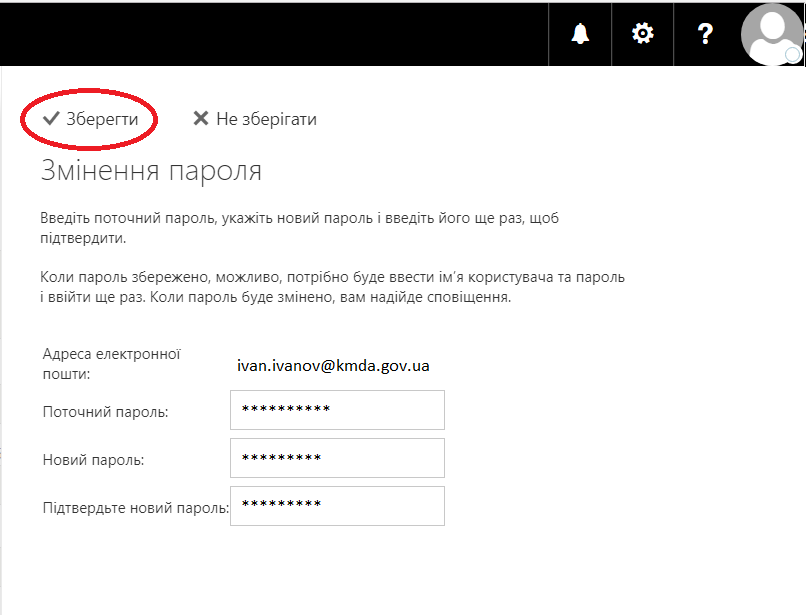 ?
Зберегти
Не зберігати
Змінення пароля
Введіть поточний пароль, укажіть новий пароль і введіть його ще раз, щоб
підтвердити.
Коли пароль збережено, можливо, потрібно буде ввести ім’я користувача та пароль
і ввійти ще раз. Коли пароль буде змінено, вам надійде сповіщення.
Адреса електронної
пошти:
ivan.ivanov@kmda.gov.ua
Поточний пароль:
**********
Новий пароль:
*********
Підтвердьте новий пароль:
*********